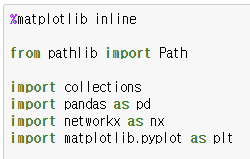 %matplotlib inline
from pathlib import Path
import collections
import pandas as pd
import networkx as nx
import matplotlib.pyplot as plt